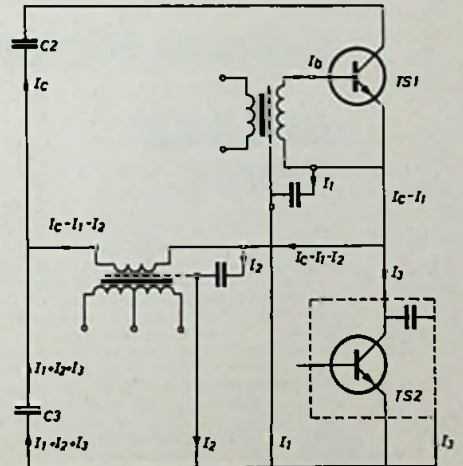 C2
Ic
Ib
TS1
I1
Ic-I1
Ic-I1-I2
I2
Ic-I1-I2
I3
I1+I2+I3
C3
I1+I2+I3
I2
I1
TS2
I3